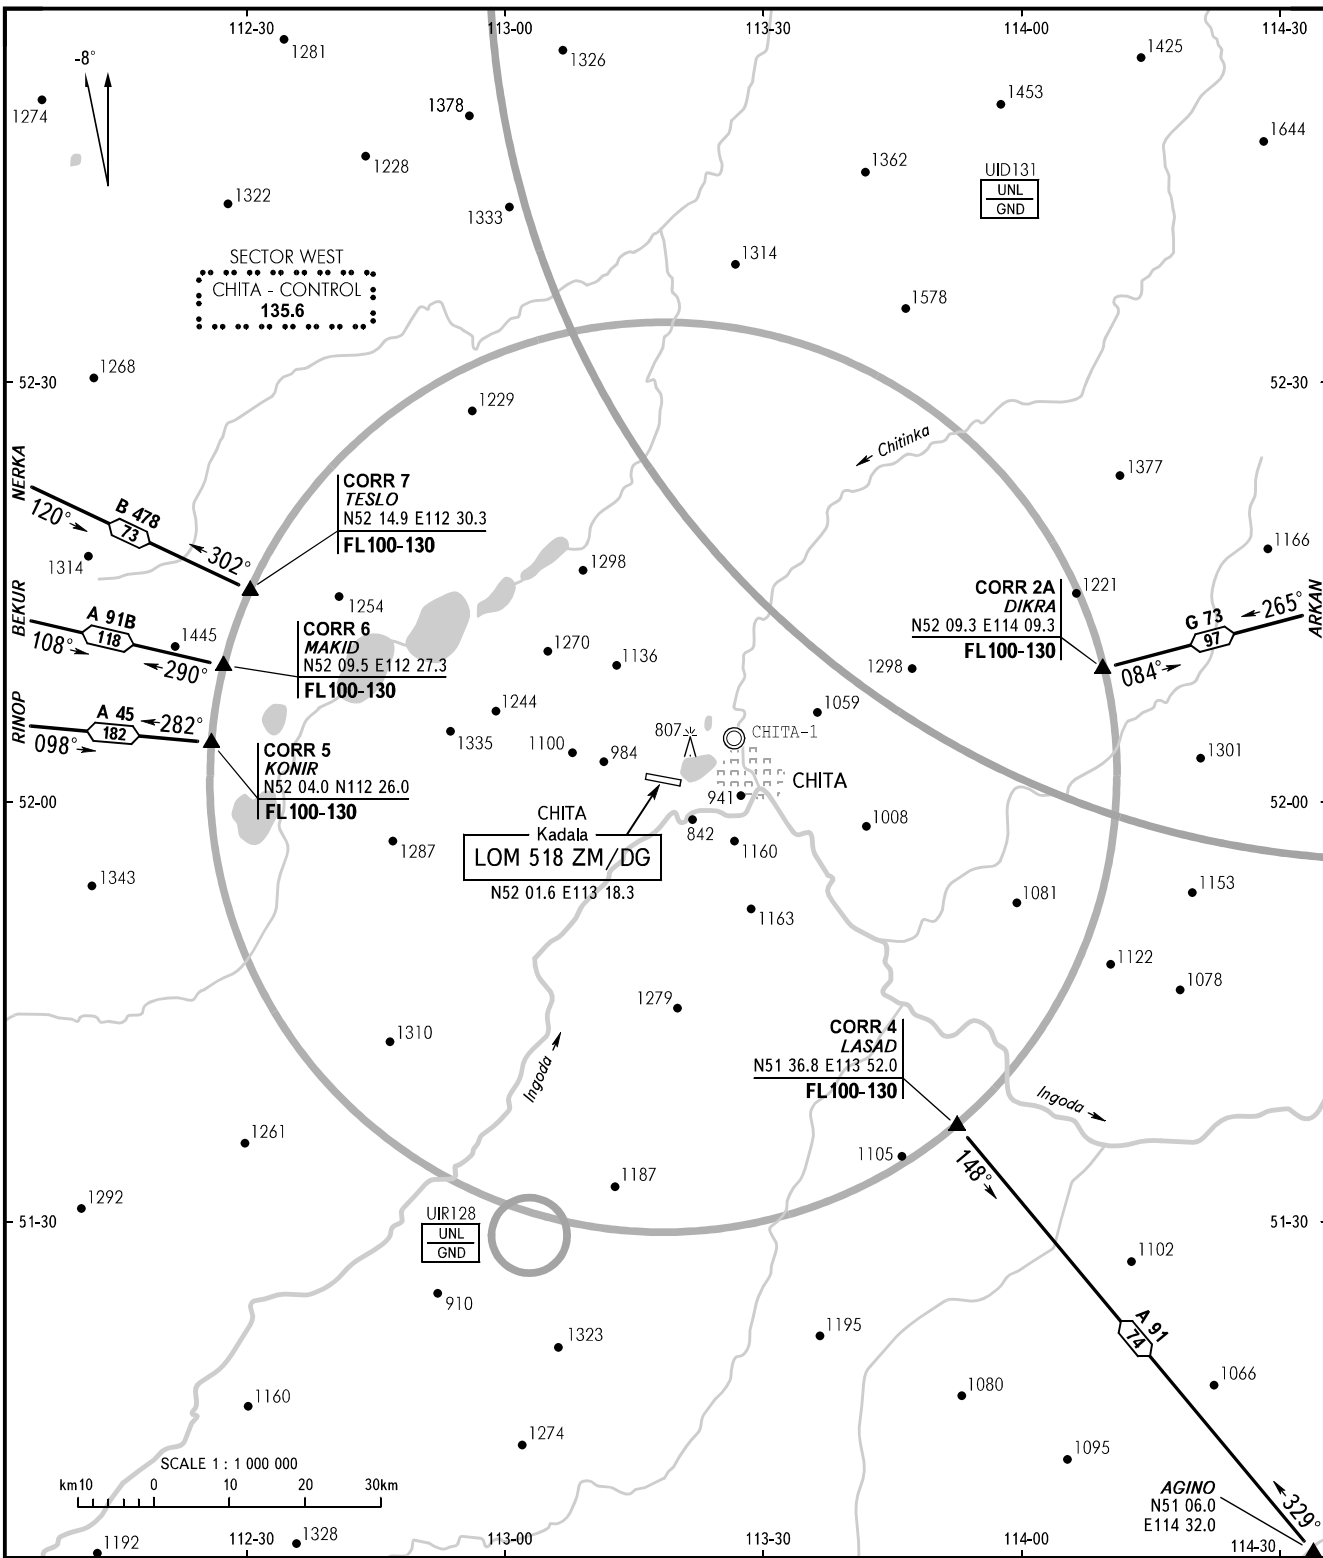 112-30
113-00
113-30
114-00
114-30
-8°
1281
1326
1425
1274
1378
1453
1644
1228
1362
UID131
UNL
GND
1322
1333
1314
SECTOR WEST
CHITA - CONTROL
135.6
1578
1268
52-30
52-30
1229
Chitinka
NERKA
120°
B 478
73
302°
CORR 7
TESLO
N52 14.9 E112 30.3
FL100-130
1377
1314
1298
1166
BEKUR
108°
A 91B
118
290°
1445
1254
CORR 6
MAKID
N52 09.5 E112 27.3
FL100-130
CORR 2A
DIKRA
N52 09.3 E114 09.3
FL100-130
1221
G 73
97
265°
084°
ARKAN
1270
1136
1298
RINOP
098°
A 45
182
282°
1244
1059
1335
1100
984
807
CHITA-1
CORR 5
KONIR
N52 04.0 N112 26.0
FL100-130
1301
CHITA
941
52-00
52-00
CHITA
Kadala
LOM 518 ZM/DG
N52 01.6 E113 18.3
842
1008
1287
1160
1343
1153
1163
1081
1122
1078
1279
1310
CORR 4
LASAD
N51 36.8 E113 52.0
FL100-130
Ingoda
Ingoda
1261
1105
148°
1187
1292
51-30
51-30
UIR128
UNL
GND
1102
910
1323
1195
A 91
74
1066
1160
1080
1274
1095
SCALE 1 : 1 000 000
km10
0
10
20
30km
AGINO
N51 06.0
E114 32.0
329°
1192
112-30
1328
113-00
113-30
114-00
114-30